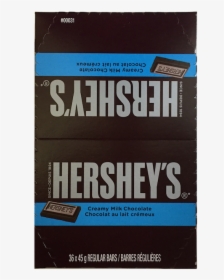 H00021
Creamy Milk Chocolate
Chocolat au lait crémeux
HERSHEY'S
HERSHEY'S
Creamy Milk Chocolate
Chocolat au lait crémeux
36 x 45 g REGULAR BARS / BARRES RÉGULIÈRES